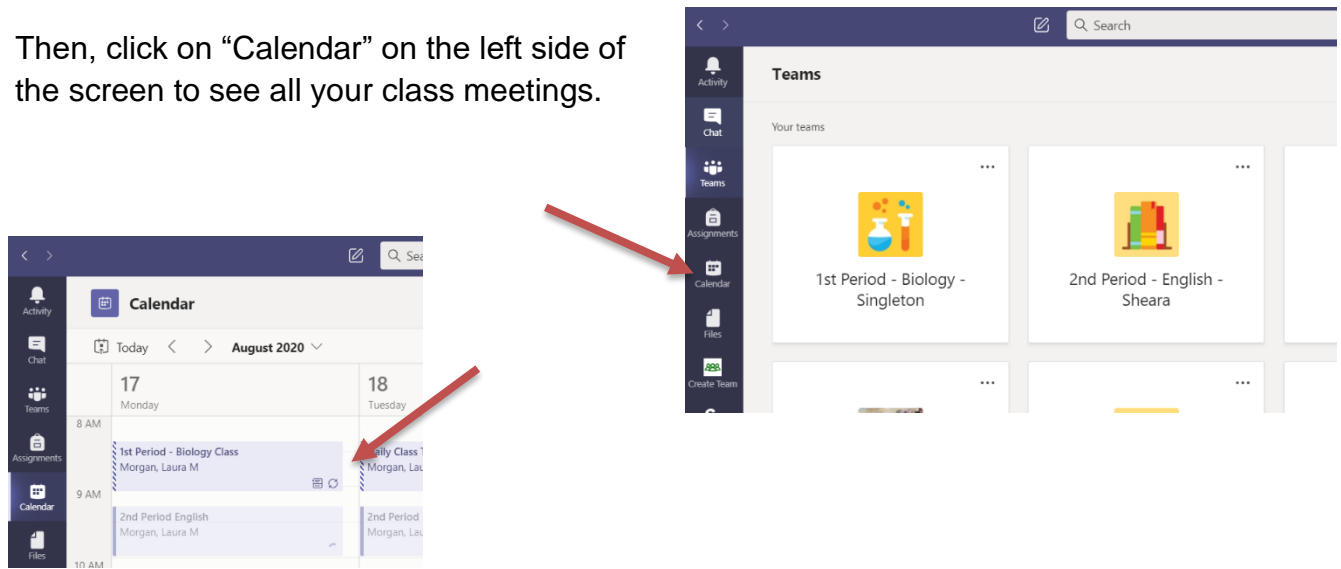 Then, click on “Calendar” on the left side of
the screen to see all your class meetings.
Search
Activity
Teams
Chat
Your teams
Teams
Assignments
Calendar
1st Period - Biology -
Singleton
2nd Period - English -
Sheara
Files
Create Team
Activity
Calendar
Chat
Today
August 2020
Teams
17
Monday
18
Tuesday
8 AM
Assignments
1st Period - Biology Class
Morgan, Laura M
Class
Morgan,
Calendar
9 AM
2nd Period English
Morgan, Laura M
2nd Period
Morgan,
Files
10 AM